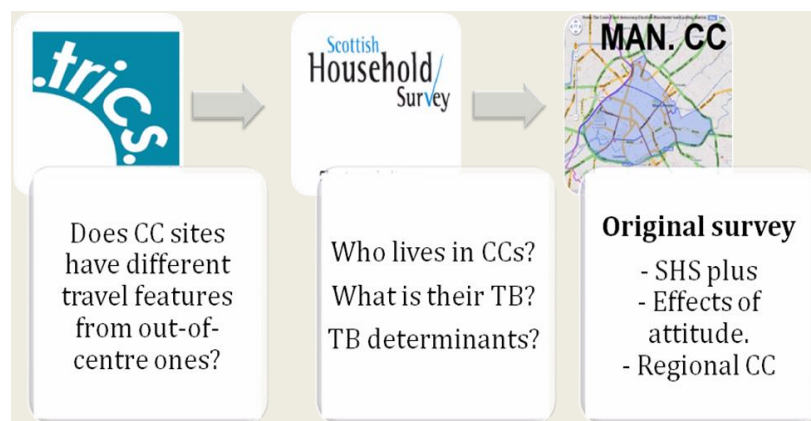 .trics.
Does CC sites
have different
travel features
from out-of-
centre ones?
Scottish
Household
Survey
Who lives in CCs?
What is their TB?
TB determinants?
MAN. CC
Original survey
- SHS plus
- Effects of
attitude.
- Regional CC